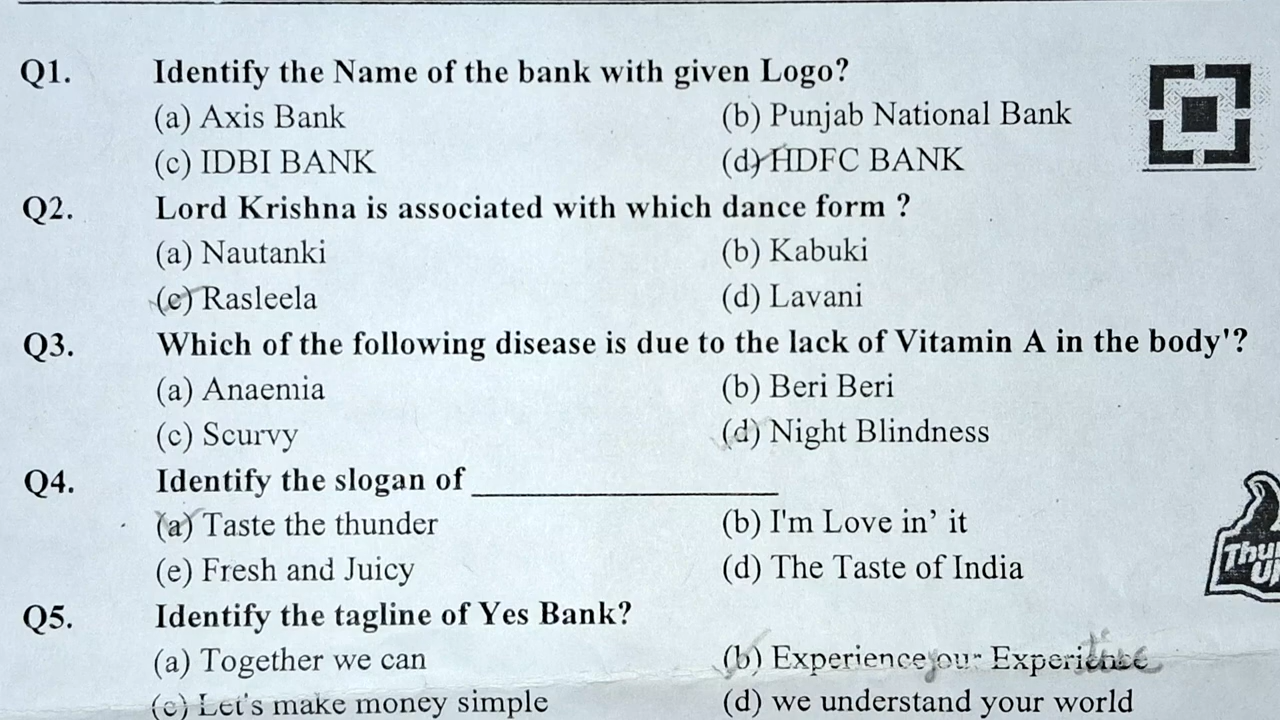 Q1. Identify the Name of the bank with given Logo?
(a) Axis Bank (b) Punjab National Bank
(c) IDBI BANK (d) HDFC BANK
Q2. Lord Krishna is associated with which dance form ?
(a) Nautanki (b) Kabuki
(c) Rasleela (d) Lavani
Q3. Which of the following disease is due to the lack of Vitamin A in the body'?
(a) Anaemia (b) Beri Beri
(c) Scurvy (d) Night Blindness
Q4. Identify the slogan of ____________________
(a) Taste the thunder (b) I'm Love in’ it
(e) Fresh and Juicy (d) The Taste of India
Thu
U
Q5. Identify the tagline of Yes Bank?
(a) Together we can (b) Experience our Experience
(c) Let's make money simple (d) we understand your world